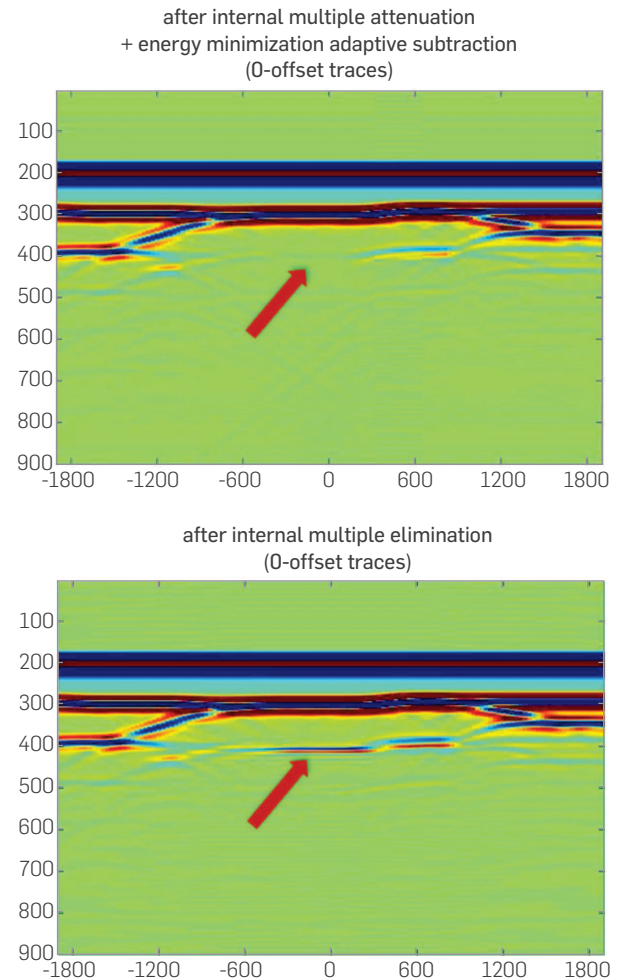 after internal multiple attenuation
+ energy minimization adaptive subtraction
(0-offset traces)
100
200
300
400
500
600
700
800
900
-1800 -1200 -600 0 600 1200 1800
after internal multiple elimination
(0-offset traces)
100
200
300
400
500
600
700
800
900
-1800 -1200 -600 0 600 1200 1800